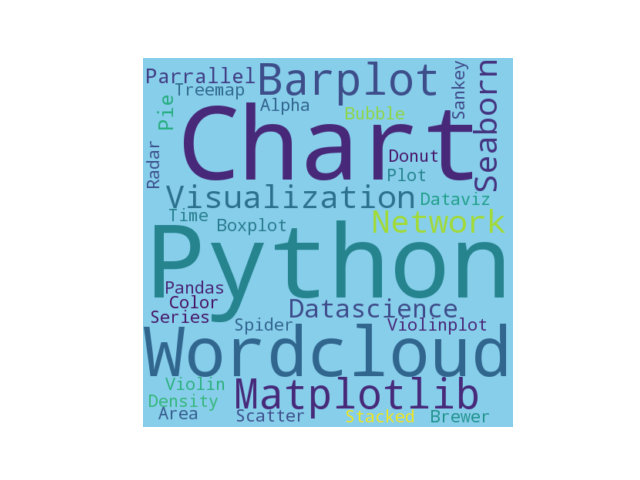 Parrallel
Barplot
Sankey
Seaborn
Treemap
Pie
Alpha
Bubble
Chart
Radar
Donut
Plot
Visualization
Dataviz
Time
Boxplot
Network
Python
Pandas
Color
Datascience
Series
Spider
Violinplot
Wordcloud
Violin
Matplotlib
Density
Area
Scatter
Stacked
Brewer